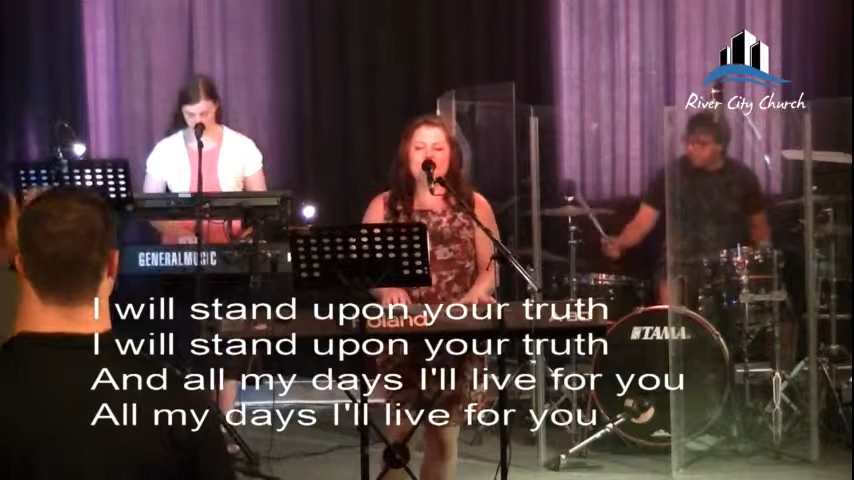 River City Church
GENERALMUSIC
I will stand upon your truth
Roland
TAMA
I will stand upon your truth
And all my days I'll live for you
All my days I'll live for you